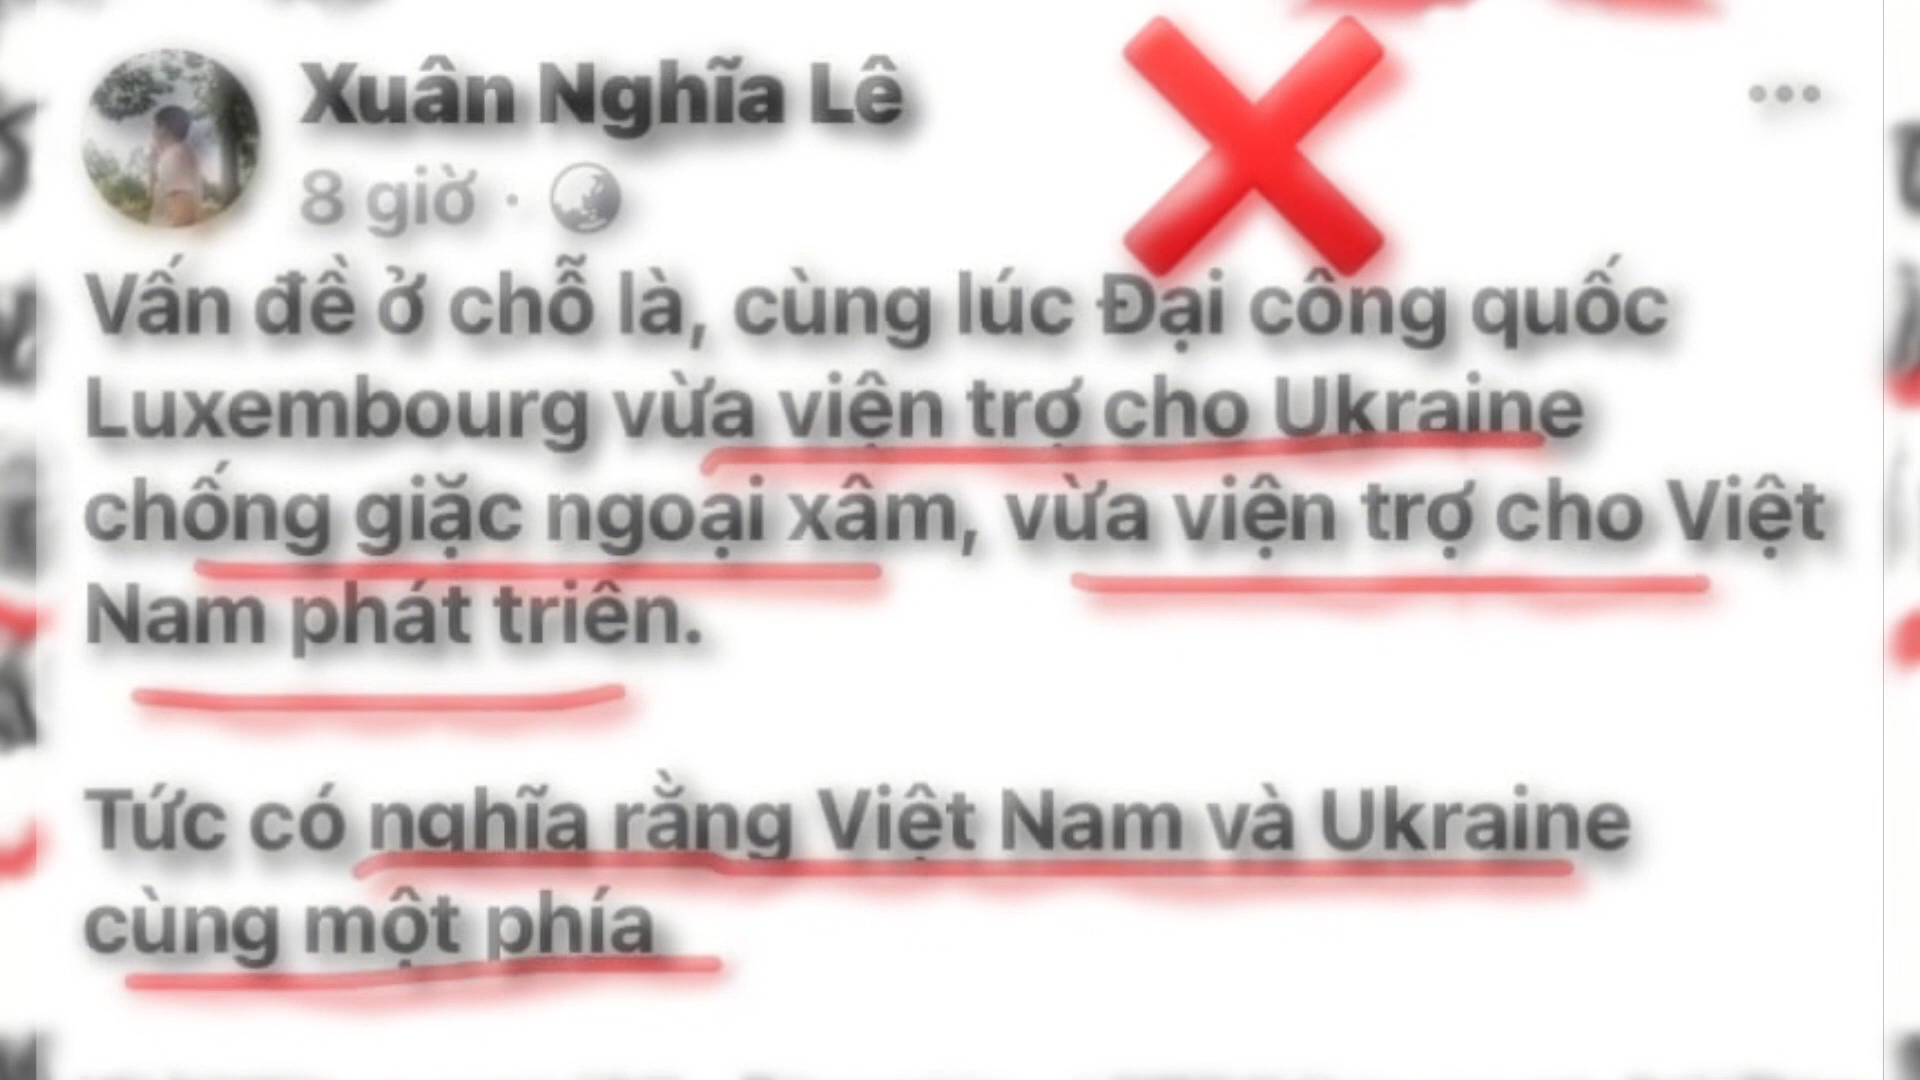 Xuân Nghĩa Lê
8 giờ ·
Vấn đề ở chỗ là, cùng lúc Đại công quốc
Luxembourg vừa viện trợ cho Ukraine
chống giặc ngoại xâm, vừa viện trợ cho Việt
Nam phát triển.
Tức có nghĩa rằng Việt Nam và Ukraine
cùng một phía